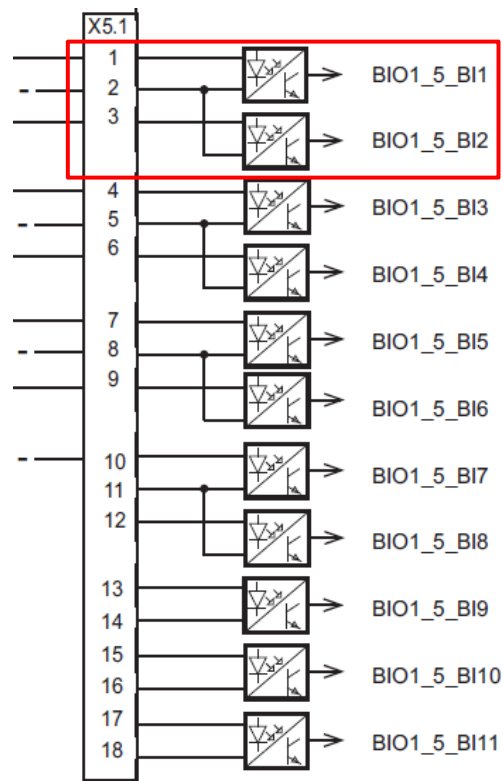 X5.1
1
BIO1_5_BI1
2
3
BIO1_5_BI2
4
BIO1_5_BI3
5
6
BIO1_5_BI4
7
BIO1_5_BI5
8
9
BIO1_5_BI6
10
BIO1_5_BI7
11
12
BIO1_5_BI8
13
BIO1_5_BI9
14
15
BIO1_5_BI10
16
17
BIO1_5_BI11
18